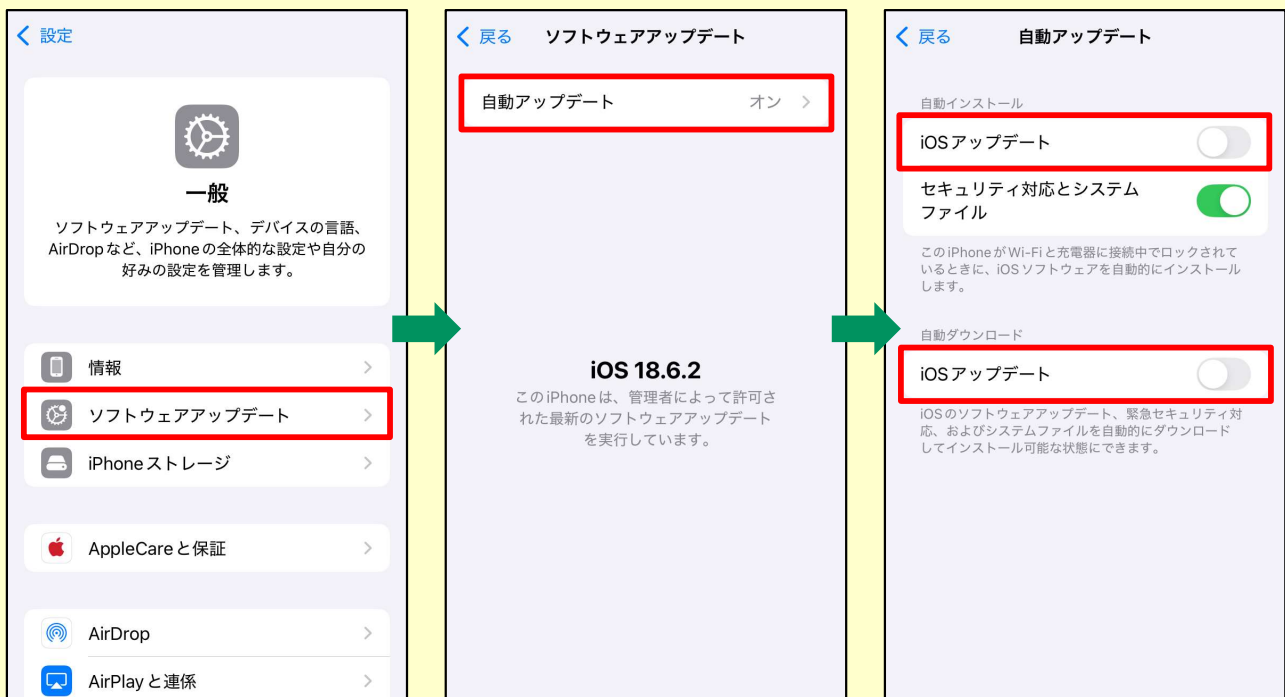 設定
一般
ソフトウェアアップデート、デバイスの言語、
AirDropなど、iPhoneの全体的な設定や自分の
好みの設定を管理します。
情報
ソフトウェアアップデート
iPhoneストレージ
AppleCareと保証
AirDrop
AirPlayと連係
戻る
ソフトウェアアップデート
自動アップデート オン
iOS 18.6.2
このiPhoneは、管理者によって許可さ
れた最新のソフトウェアアップデート
を実行しています。
戻る
自動アップデート
自動インストール
iOSアップデート
セキュリティ対応とシステム
ファイル
このiPhoneがWi-Fiと充電器に接続中でロックされて
いるときに、iOSソフトウェアを自動的にインストール
します。
自動ダウンロード
iOSアップデート
iOSのソフトウェアアップデート、緊急セキュリティ対
応、およびシステムファイルを自動的にダウンロード
してインストール可能な状態にできます。